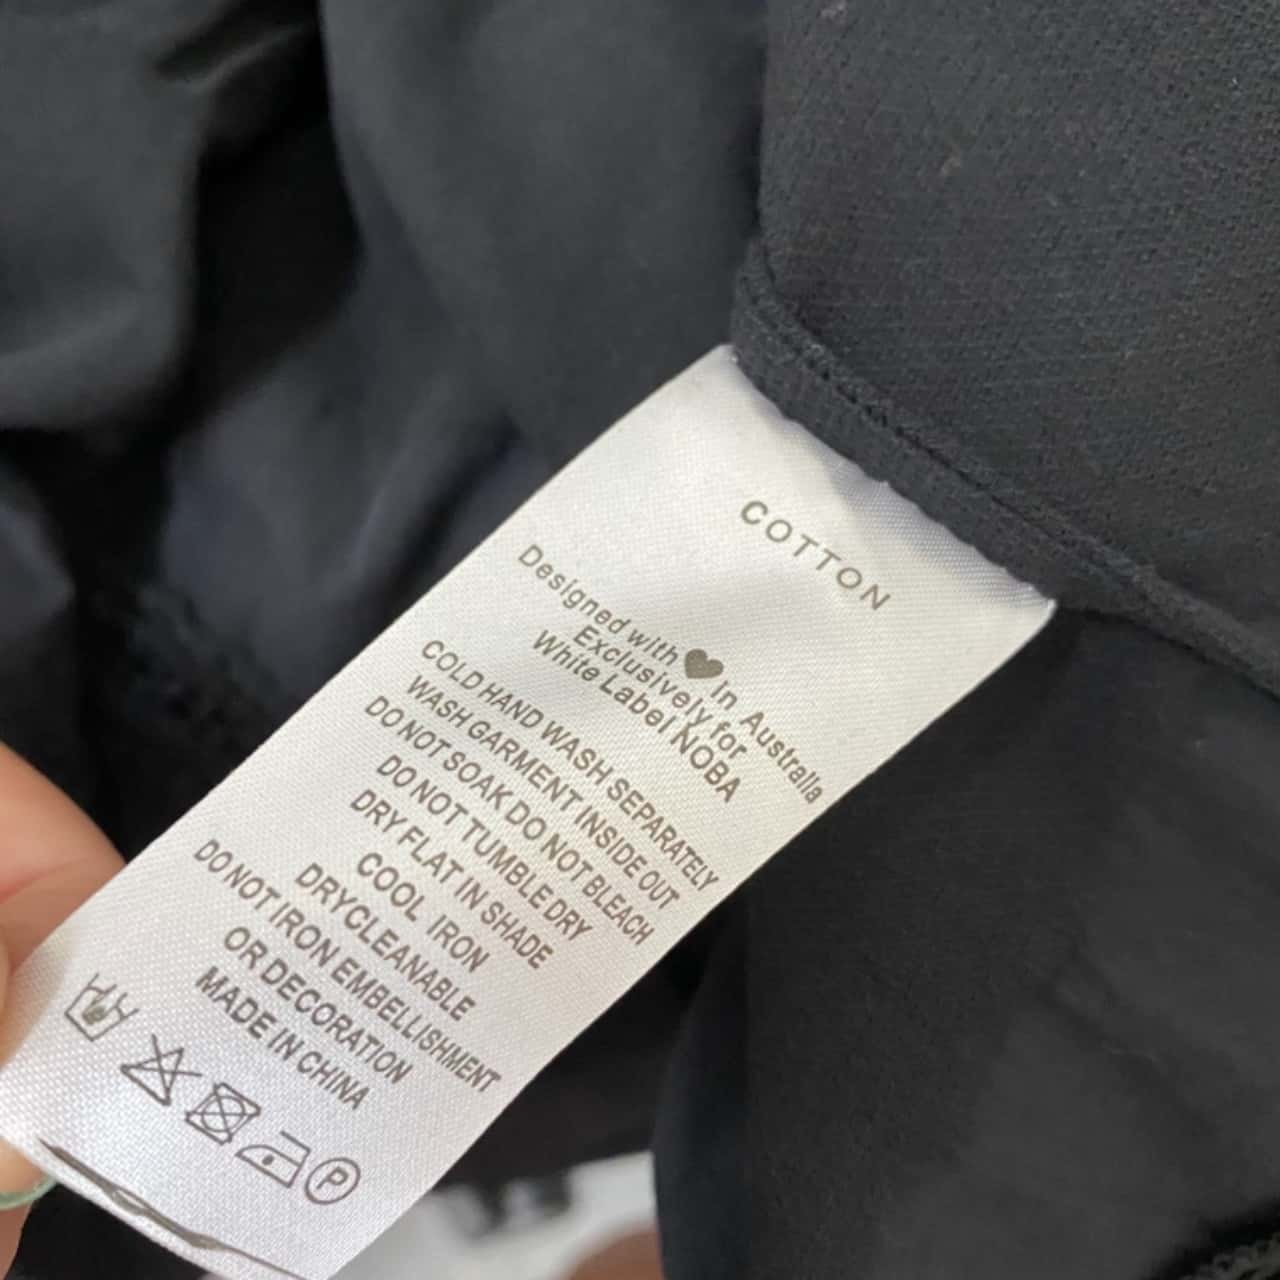 COTTON
Designed with ♥ In Australia
Exclusively for
White Label NOBA
COLD HAND WASH SEPARATELY
WASH GARMENT INSIDE OUT
DO NOT SOAK DO NOT BLEACH
DO NOT TUMBLE DRY
DRY FLAT IN SHADE
COOL IRON
DRYCLEANABLE
DO NOT IRON EMBELLISHMENT
OR DECORATION
MADE IN CHINA
P